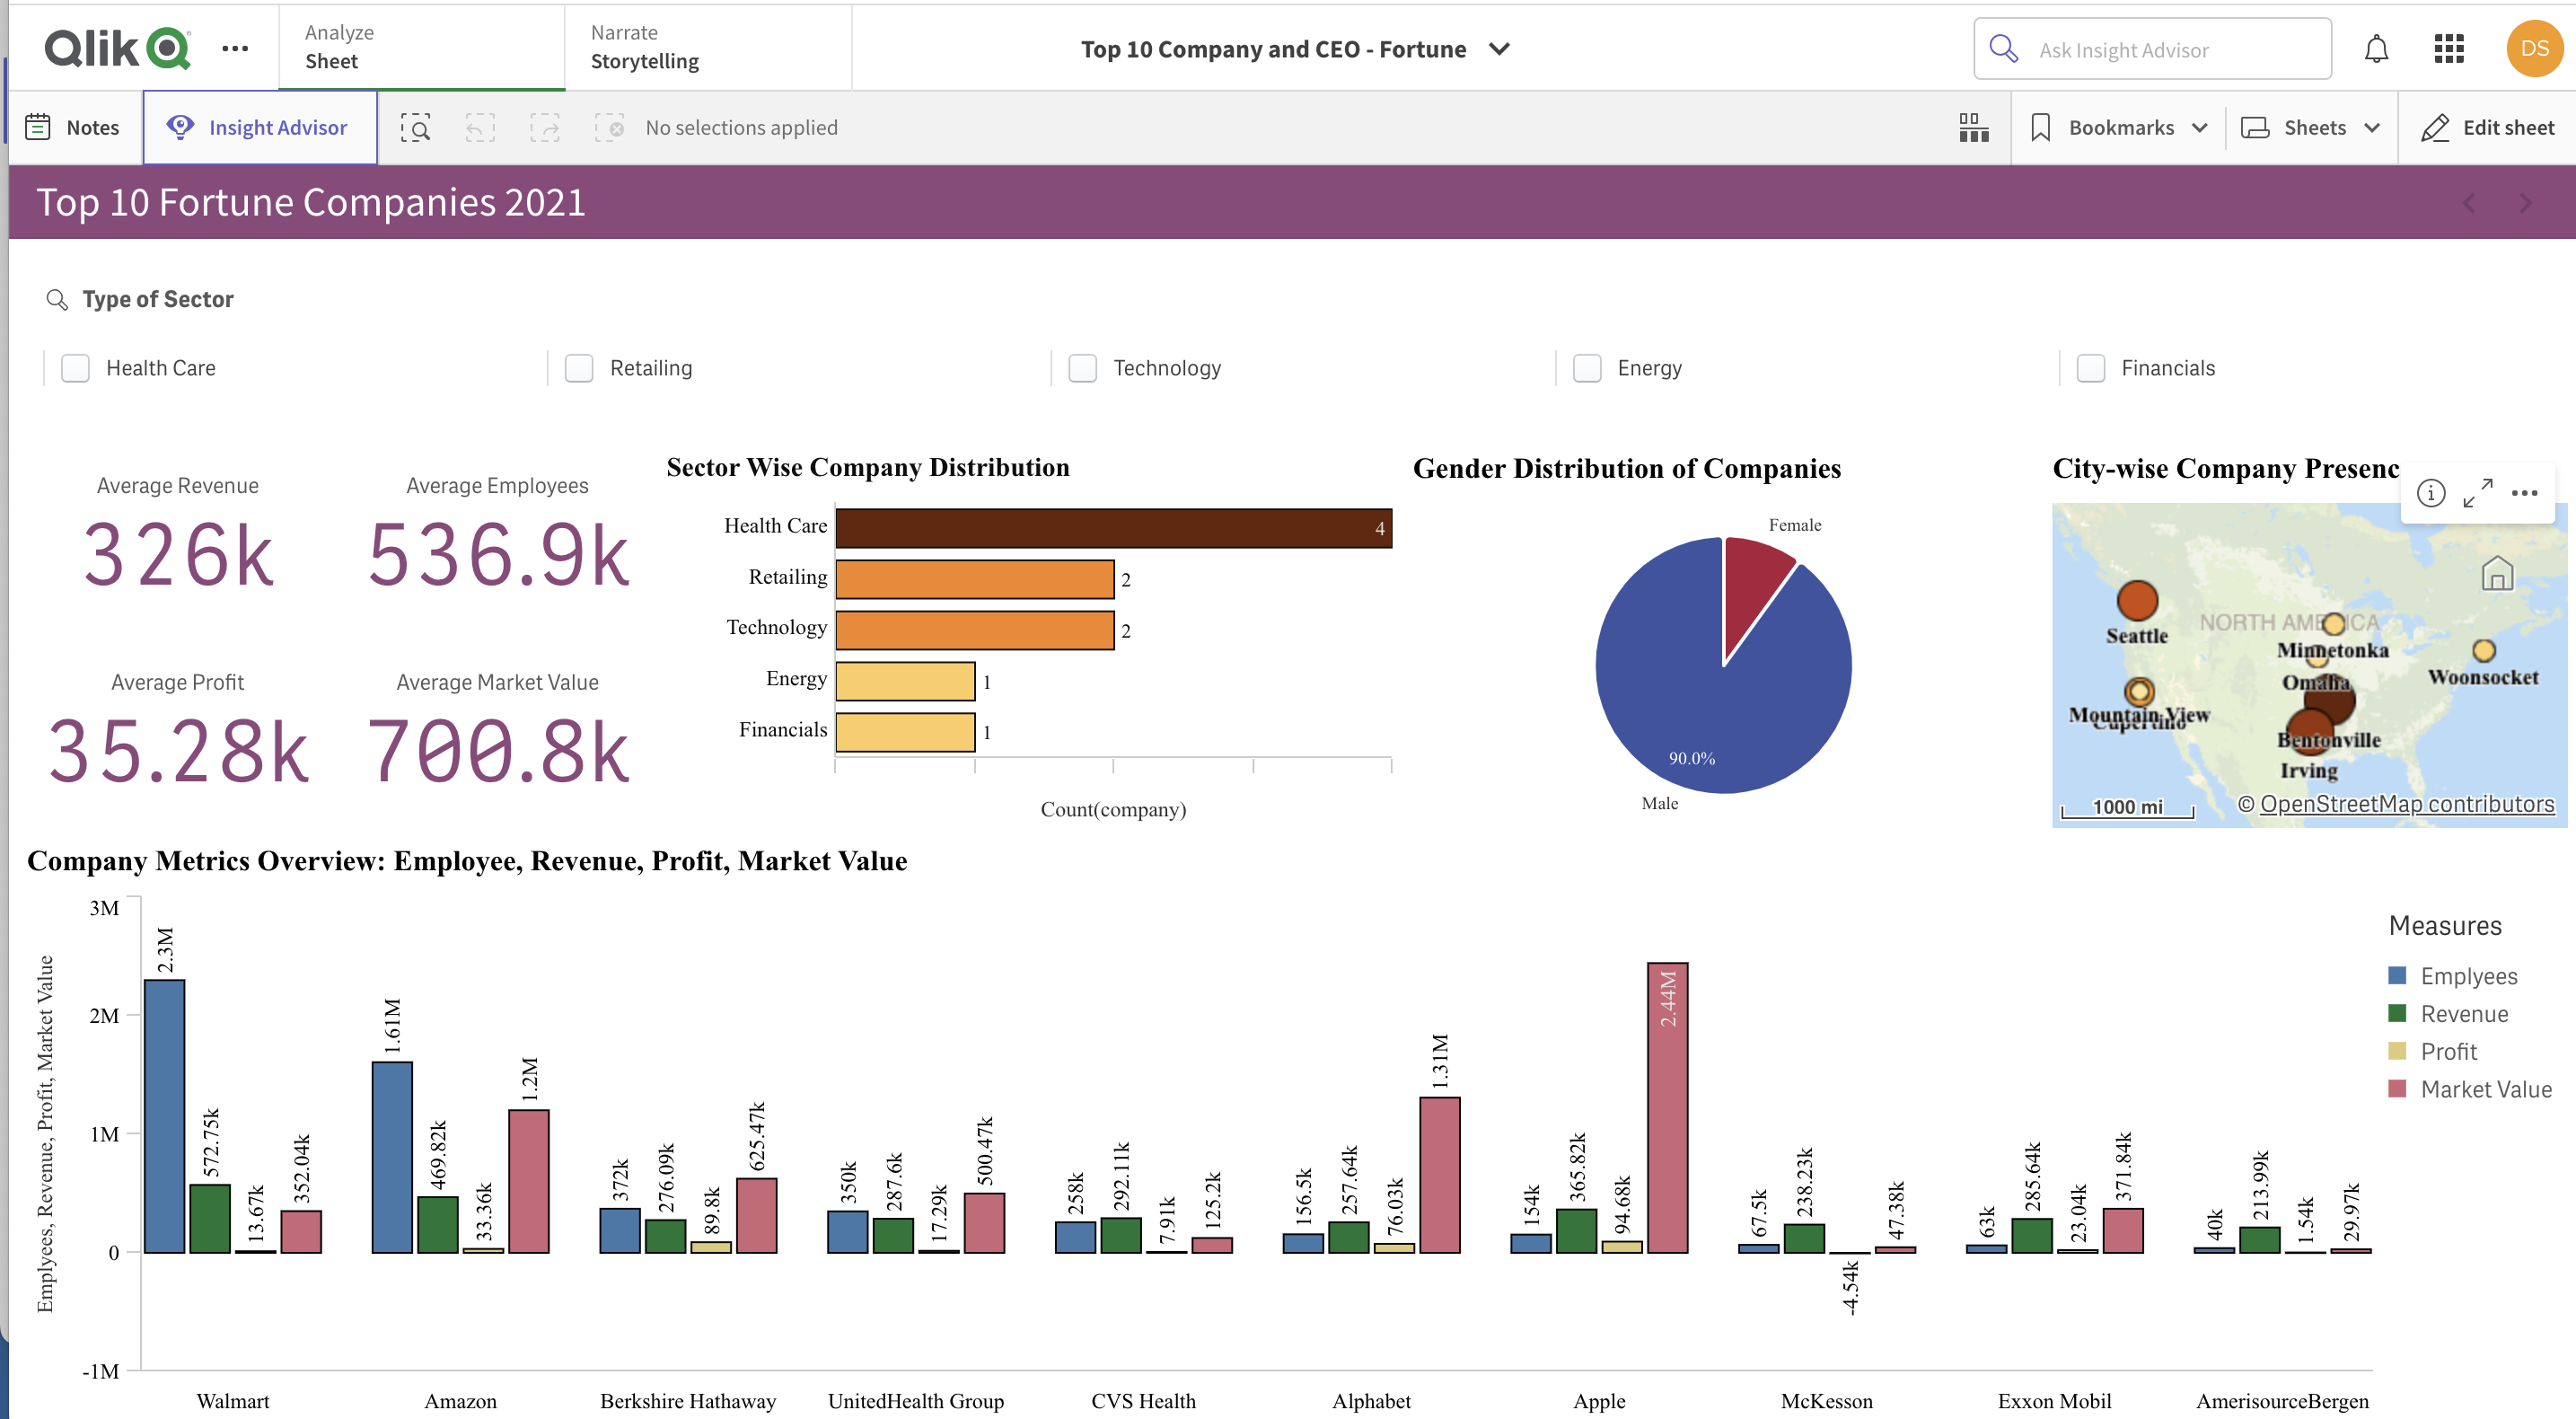 Qlik
Analyze
Sheet
Narrate
Storytelling
Top 10 Company and CEO - Fortune
Ask Insight Advisor
DS
Notes
Insight Advisor
No selections applied
Bookmarks
Sheets
Edit sheet
Top 10 Fortune Companies 2021
Type of Sector
Health Care
Retailing
Technology
Energy
Financials
Average Revenue
326k
Average Employees
536.9k
Average Profit
35.28k
Average Market Value
700.8k
Sector Wise Company Distribution
Health Care 4
Retailing 2
Technology 2
Energy 1
Financials 1
Count(company)
Gender Distribution of Companies
Female
90.0%
Male
City-wise Company Presenc
NORTH AMERICA
Seattle
Minnetonka
Woonsocket
Omaha
Mountain View
Cupertino
Bentonville
Irving
1000 mi
© OpenStreetMap contributors
Company Metrics Overview: Employee, Revenue, Profit, Market Value
Emplyees, Revenue, Profit, Market Value
3M
2M
1M
0
-1M
2.3M
572.75k
13.67k
352.04k
1.61M
469.82k
33.36k
1.2M
372k
276.09k
89.8k
625.47k
350k
287.6k
17.29k
500.47k
258k
292.11k
7.91k
125.2k
156.5k
257.64k
76.03k
1.31M
154k
365.82k
94.68k
2.44M
67.5k
238.23k
-4.54k
47.38k
63k
285.64k
23.04k
371.84k
40k
213.99k
1.54k
29.97k
Walmart
Amazon
Berkshire Hathaway
UnitedHealth Group
CVS Health
Alphabet
Apple
McKesson
Exxon Mobil
AmerisourceBergen
Measures
Emplyees
Revenue
Profit
Market Value